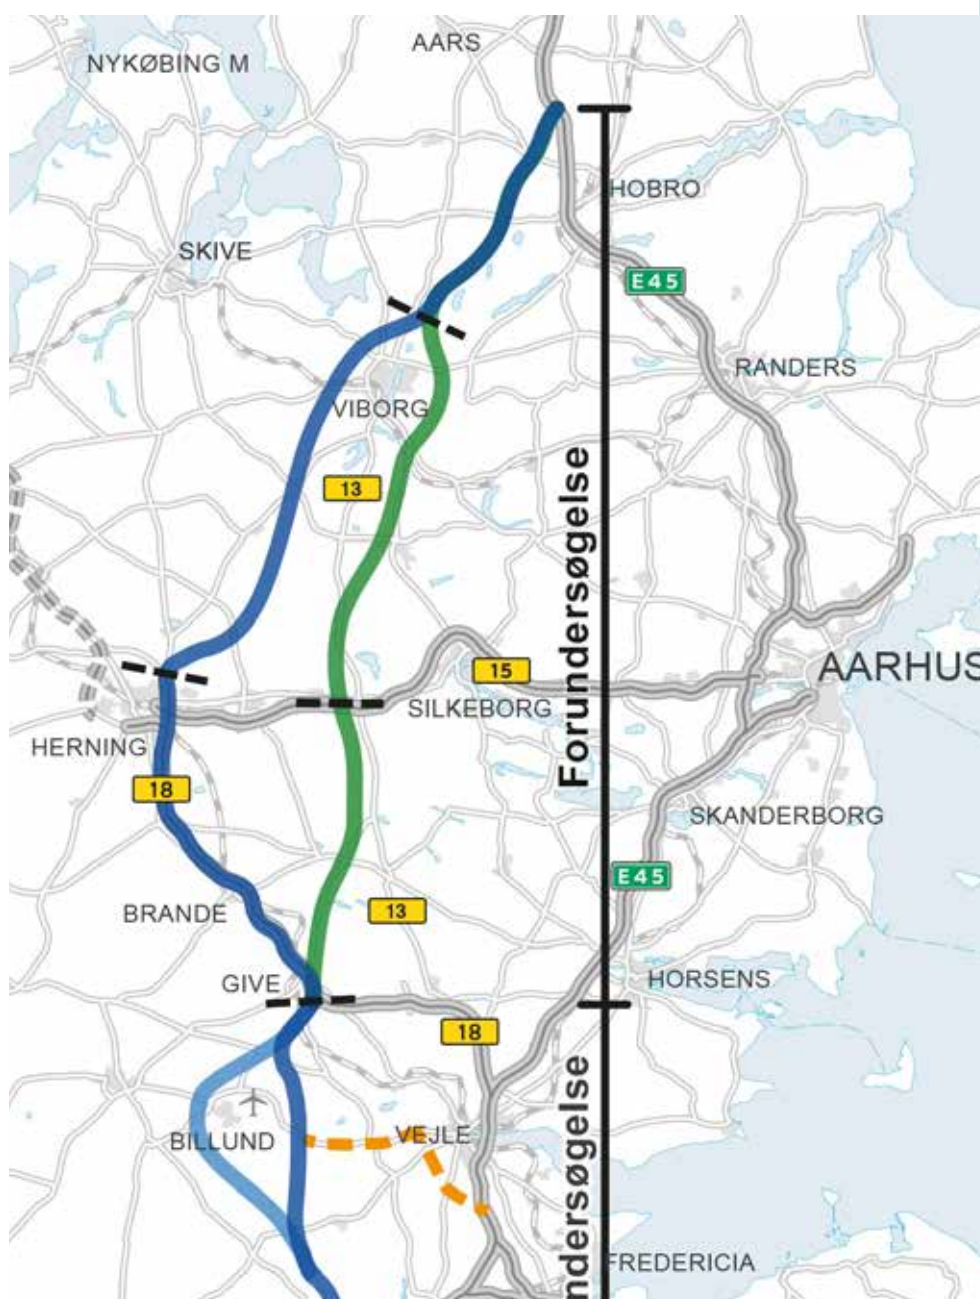 AARS
NYKØBING M
HOBRO
SKIVE
E45
RANDERS
VIBORG
13
Forundersøgelse
AARHUS
15
SILKEBORG
HERNING
18
SKANDERBORG
E45
13
BRANDE
GIVE
HORSENS
18
BILLUND
VEJLE
ndersøgelse
FREDERICIA